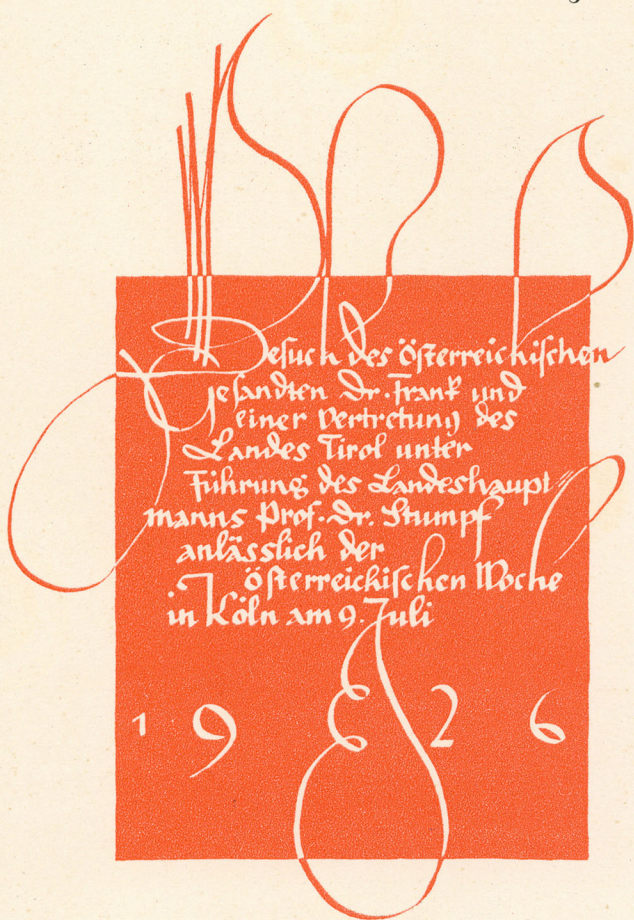 Besuch des Österreichischen
Gesandten Dr. Frank und
einer Vertretung des
Landes Tirol unter
Führung des Landeshaupt=
manns Prof. Dr. Stumpf
anlässlich der
I. Österreichischen Woche
in Köln am 9. Juli
1926